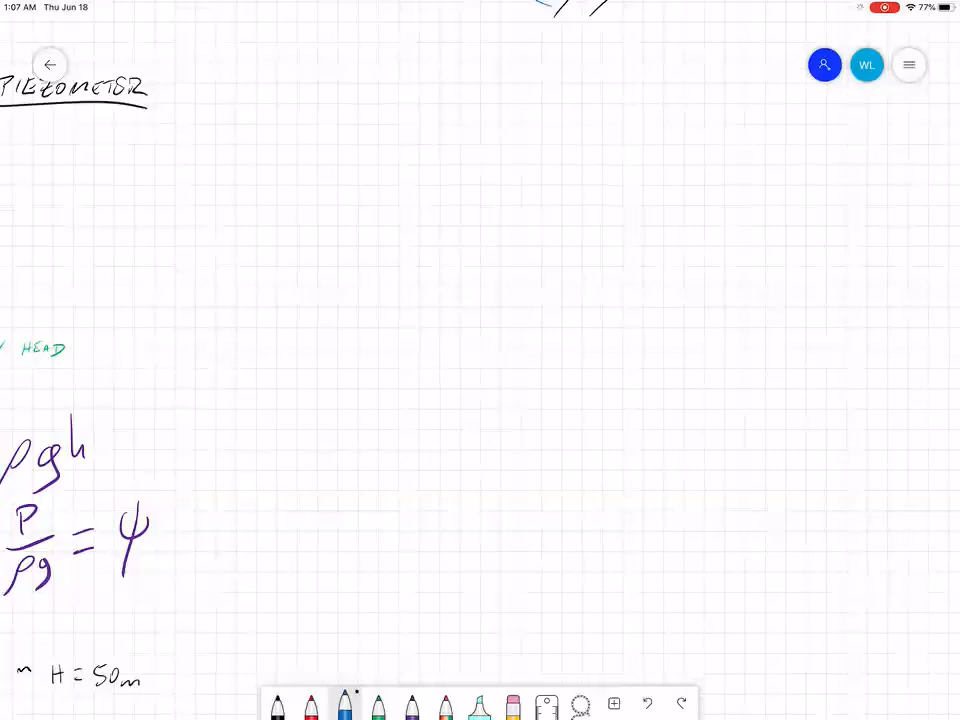 1:07 AM Thu Jun 18 77%
WL
PIEZOMETER
HEAD
ρgh
P/ρg = ψ
H = 50m